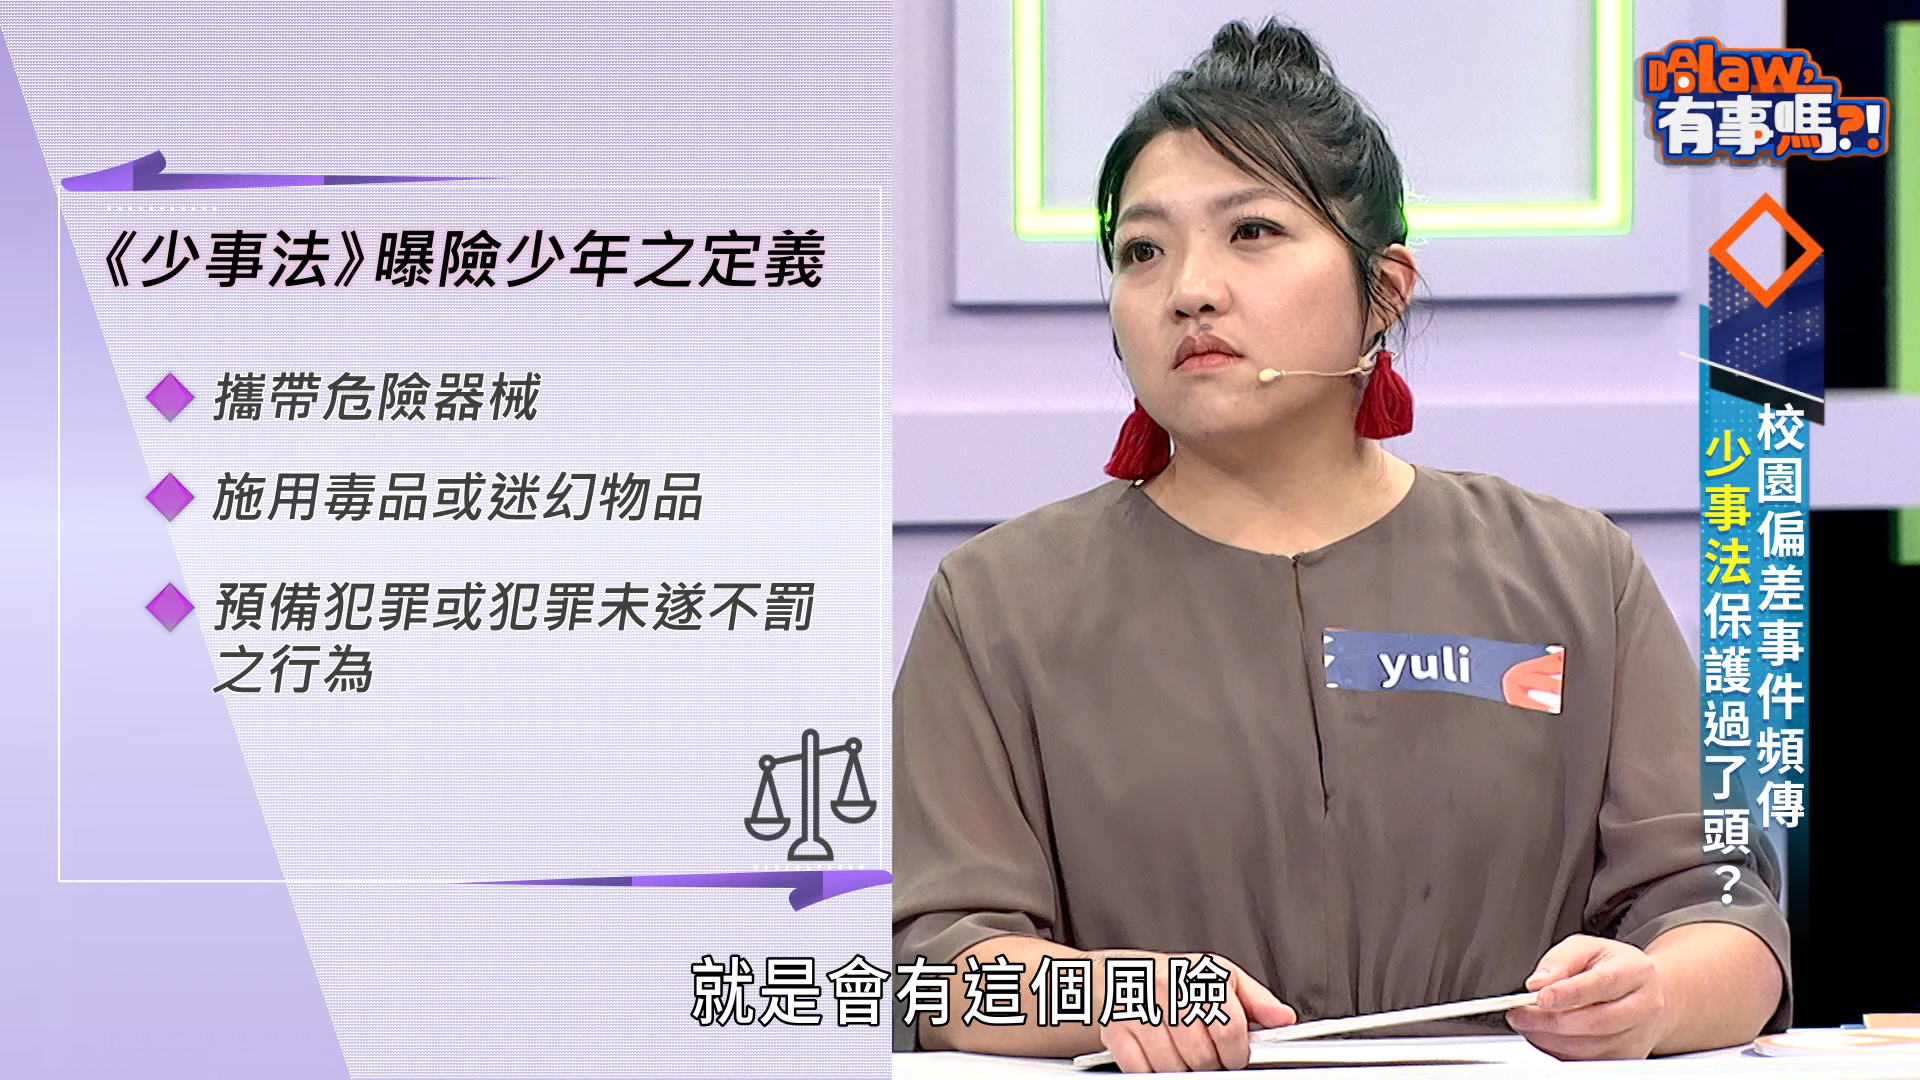 《少事法》曝險少年之定義
攜帶危險器械
施用毒品或迷幻物品
預備犯罪或犯罪未遂不罰
之行為
哈law,
有事嗎?!
校園偏差事件頻傳
少事法保護過了頭？
yuli
就是會有這個風險